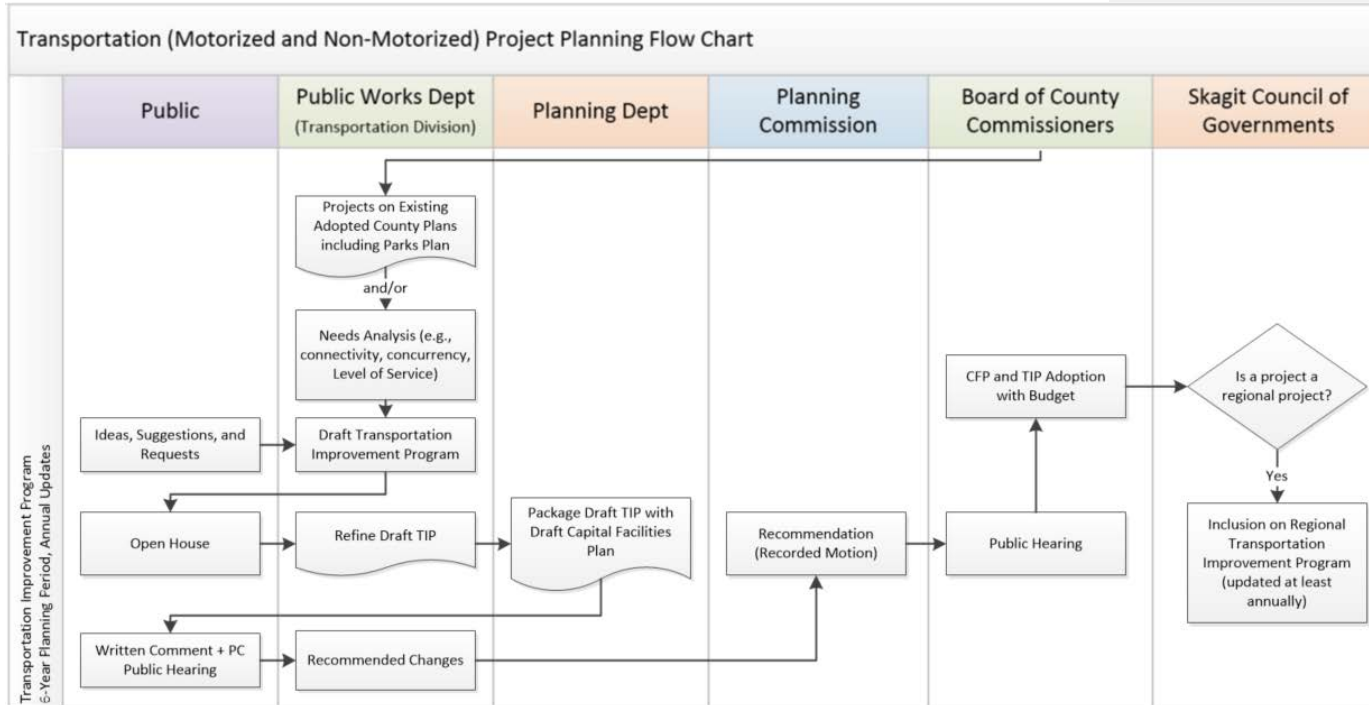 Transportation (Motorized and Non-Motorized) Project Planning Flow Chart
Public
Public Works Dept
(Transportation Division)
Planning Dept
Planning
Commission
Board of County
Commissioners
Skagit Council of
Governments
Transportation Improvement Program
6-Year Planning Period, Annual Updates
Projects on Existing
Adopted County Plans
including Parks Plan
and/or
Needs Analysis (e.g.,
connectivity, concurrency,
Level of Service)
Ideas, Suggestions, and
Requests
Draft Transportation
Improvement Program
Open House
Refine Draft TIP
Package Draft TIP with
Draft Capital Facilities
Plan
Written Comment + PC
Public Hearing
Recommended Changes
Recommendation
(Recorded Motion)
Public Hearing
CFP and TIP Adoption
with Budget
Is a project a
regional project?
Yes
Inclusion on Regional
Transportation
Improvement Program
(updated at least
annually)